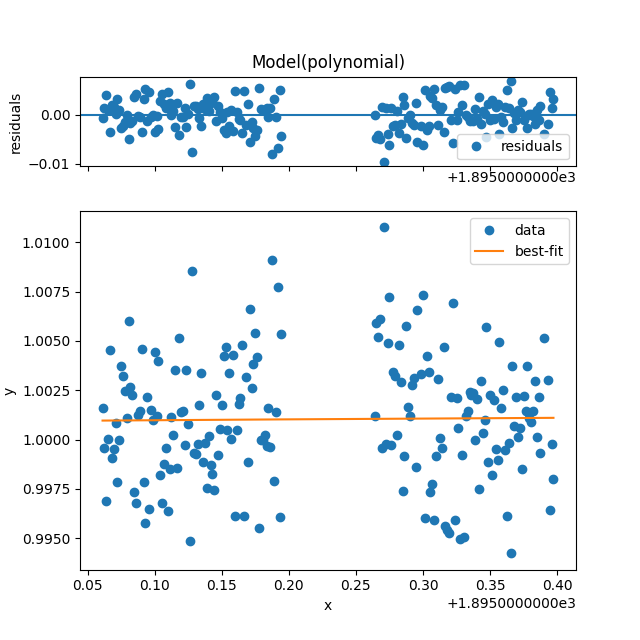 Model(polynomial)
residuals
0.00
−0.01
residuals
+1.8950000000e3
1.0100
1.0075
1.0050
1.0025
1.0000
0.9975
0.9950
y
data
best-fit
0.05 0.10 0.15 0.20 0.25 0.30 0.35 0.40
x
+1.8950000000e3